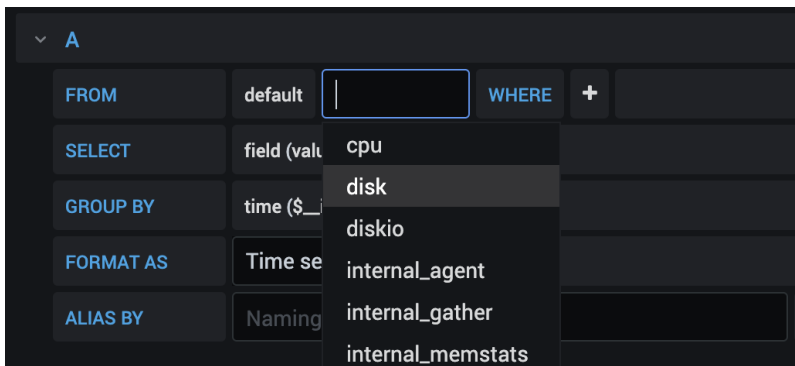 A
FROM default WHERE +
SELECT field (valu
GROUP BY time ($__i
FORMAT AS Time se
ALIAS BY Naming
cpu
disk
diskio
internal_agent
internal_gather
internal_memstats